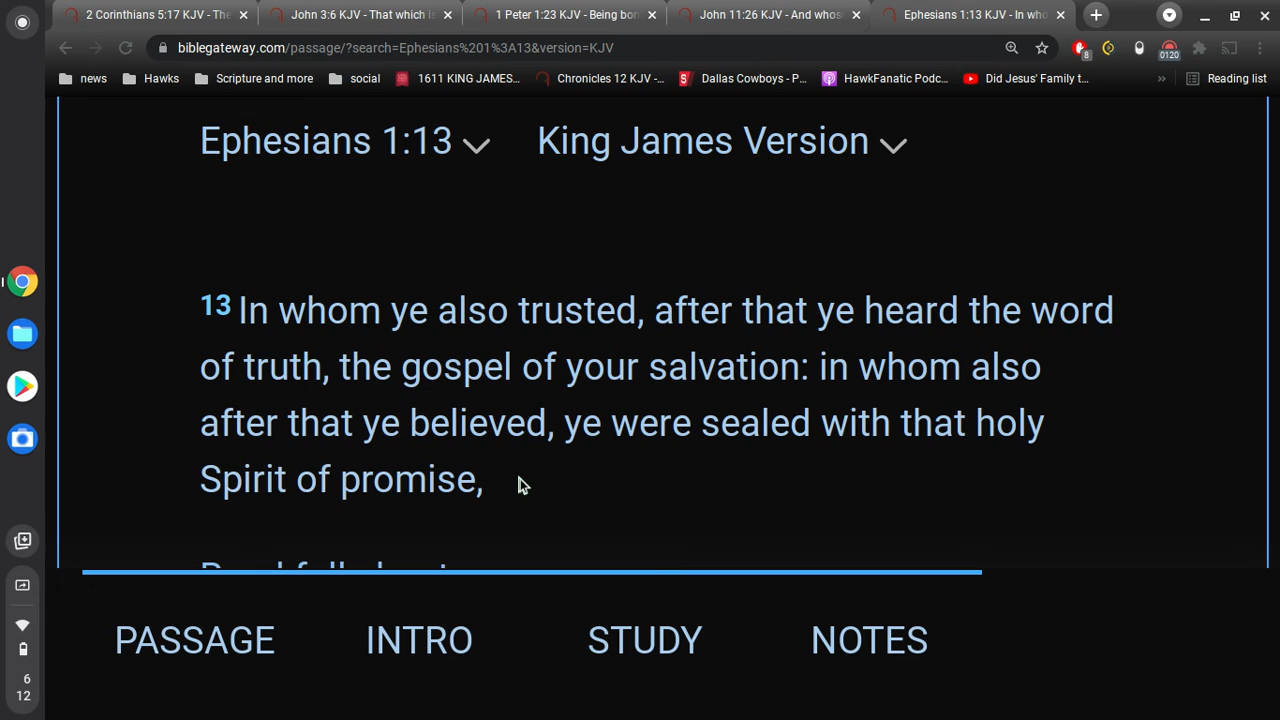 2 Corinthians 5:17 KJV - The
John 3:6 KJV - That which is
1 Peter 1:23 KJV - Being bor
John 11:26 KJV - And whose
Ephesians 1:13 KJV - In who
biblegateway.com/passage/?search=Ephesians%201%3A13&version=KJV
8
0120
news
Hawks
Scripture and more
social
1611 KING JAMES...
Chronicles 12 KJV -...
Dallas Cowboys - P...
HawkFanatic Podc...
Did Jesus' Family t...
»
Reading list
Ephesians 1:13
King James Version
13 In whom ye also trusted, after that ye heard the word
of truth, the gospel of your salvation: in whom also
after that ye believed, ye were sealed with that holy
Spirit of promise,
PASSAGE
INTRO
STUDY
NOTES
6
12